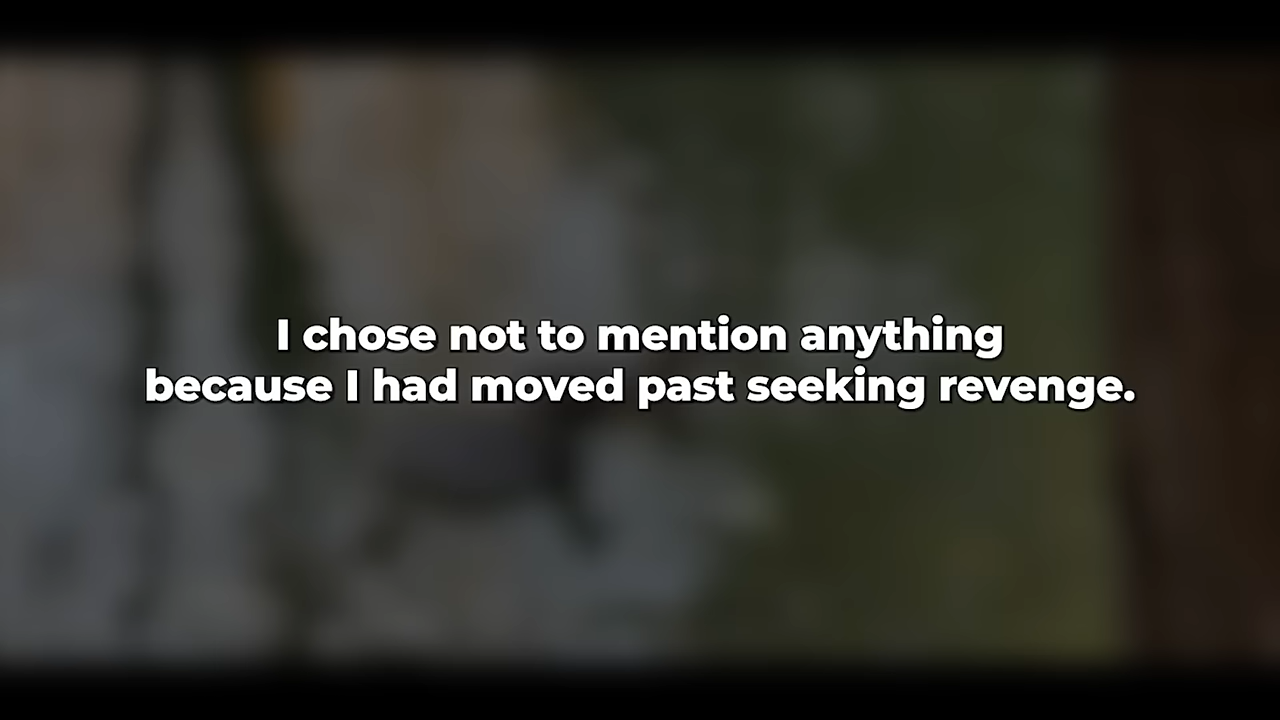 I chose not to mention anything
because I had moved past seeking revenge.